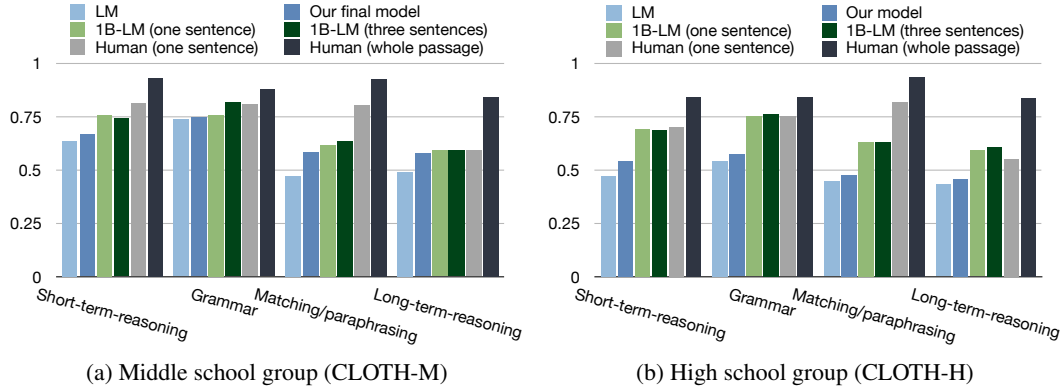 LM
Our final model
1B-LM (one sentence)
1B-LM (three sentences)
Human (one sentence)
Human (whole passage)
1
0.75
0.5
0.25
0
Short-term-reasoning
Grammar
Matching/paraphrasing
Long-term-reasoning
(a) Middle school group (CLOTH-M)
LM
Our model
1B-LM (one sentence)
1B-LM (three sentences)
Human (one sentence)
Human (whole passage)
1
0.75
0.5
0.25
0
Short-term-reasoning
Grammar
Matching/paraphrasing
Long-term-reasoning
(b) High school group (CLOTH-H)